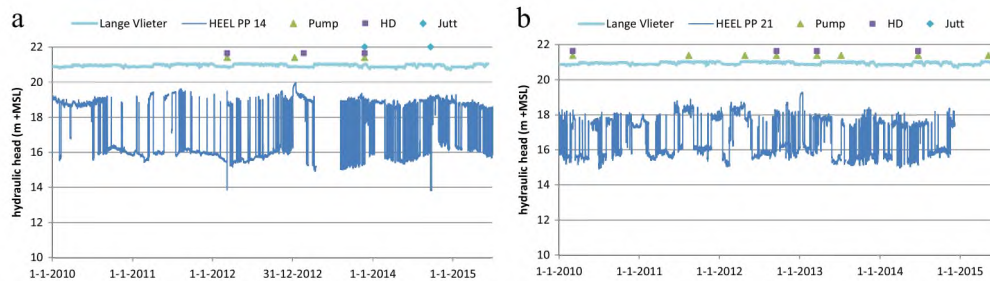 a
Lange Vlieter HEEL PP 14 Pump HD Jutt
hydraulic head (m +MSL)
22
20
18
16
14
12
10
1-1-2010 1-1-2011 1-1-2012 31-12-2012 1-1-2014 1-1-2015
b
Lange Vlieter HEEL PP 21 Pump HD Jutt
hydraulic head (m +MSL)
22
20
18
16
14
12
10
1-1-2010 1-1-2011 1-1-2012 1-1-2013 1-1-2014 1-1-2015